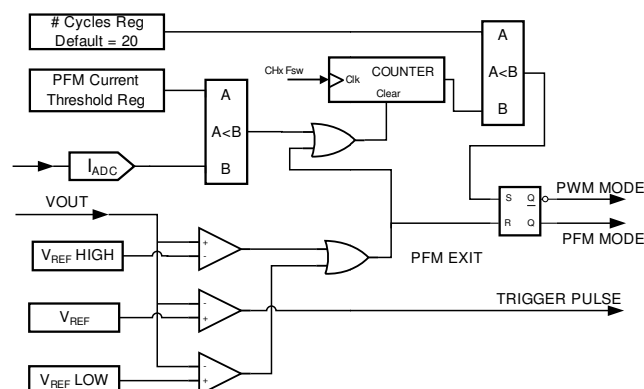 # Cycles Reg
Default = 20
A
A<B
B
PFM Current
Threshold Reg
A
A<B
B
CHx Fsw
Clk
COUNTER
Clear
IADC
VOUT
S
Q
R
Q
PWM MODE
PFM MODE
PFM EXIT
VREF HIGH
+
-
VREF
-
+
TRIGGER PULSE
VREF LOW
-
+